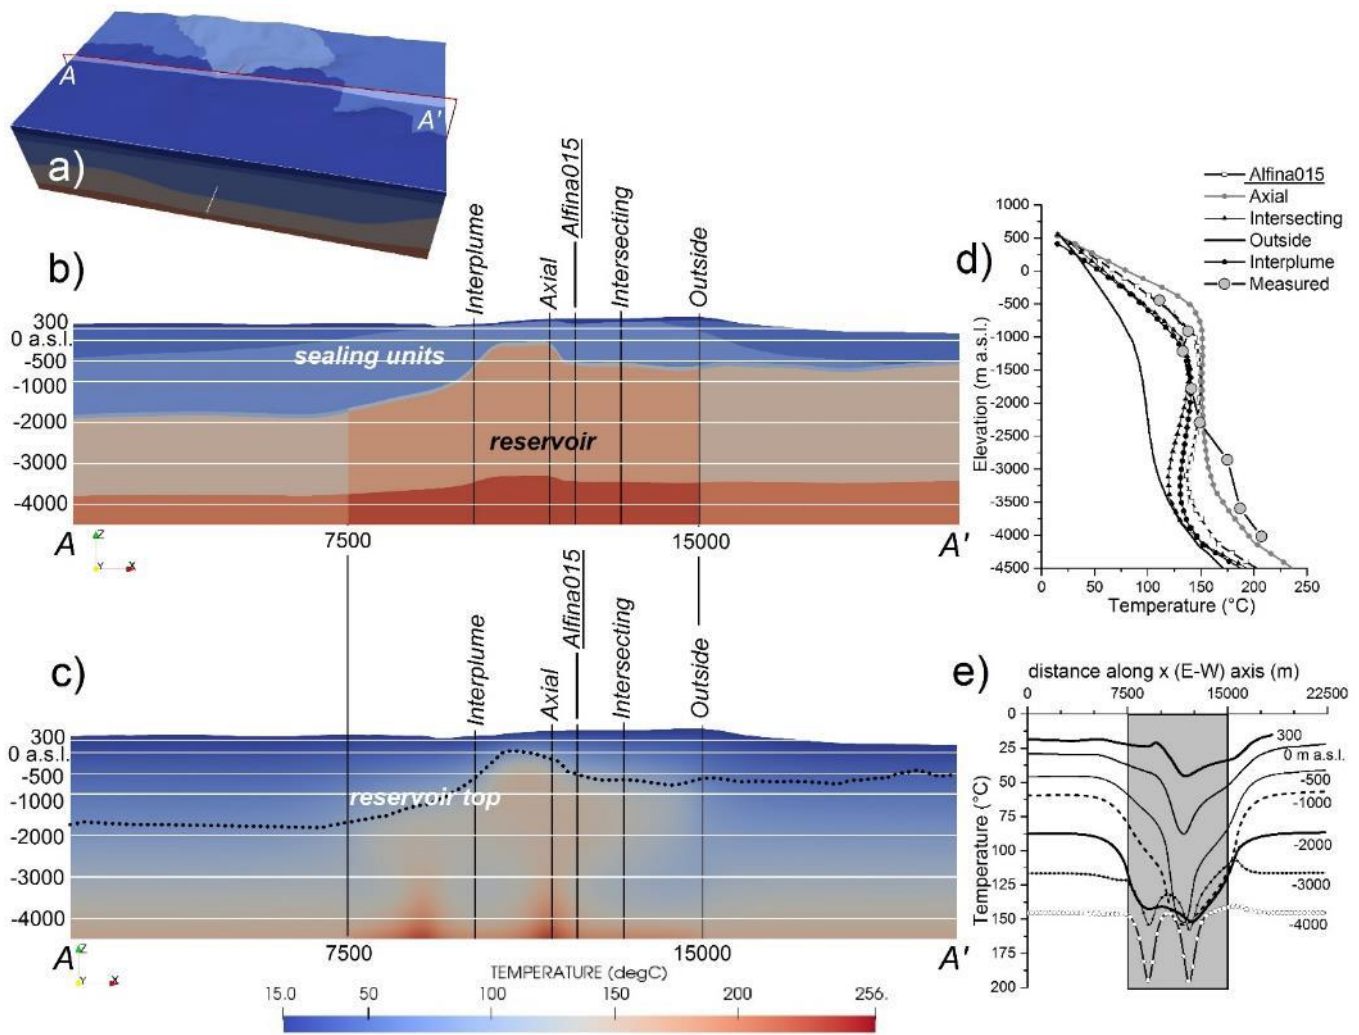 A
A'
a)
b)
Interplume
Axial
Alfina015
Intersecting
Outside
300
0 a.s.l.
-500
-1000
-2000
-3000
-4000
sealing units
reservoir
A
Z
Y
X
7500
15000
A'
c)
Interplume
Axial
Alfina015
Intersecting
Outside
300
0 a.s.l.
-500
-1000
-2000
-3000
-4000
reservoir top
A
Z
Y
X
7500
15000
A'
TEMPERATURE (degC)
15.0 50 100 150 200 256.
d)
Alfina015
Axial
Intersecting
Outside
Interplume
Measured
1000
500
0
-500
-1000
-1500
-2000
-2500
-3000
-3500
-4000
-4500
Elevation (m a.s.l.)
0 50 100 150 200 250
Temperature (°C)
e)
distance along x (E-W) axis (m)
0 7500 15000 22500
0
25
50
75
100
125
150
175
200
Temperature (°C)
300
0 m a.s.l.
-500
-1000
-2000
-3000
-4000